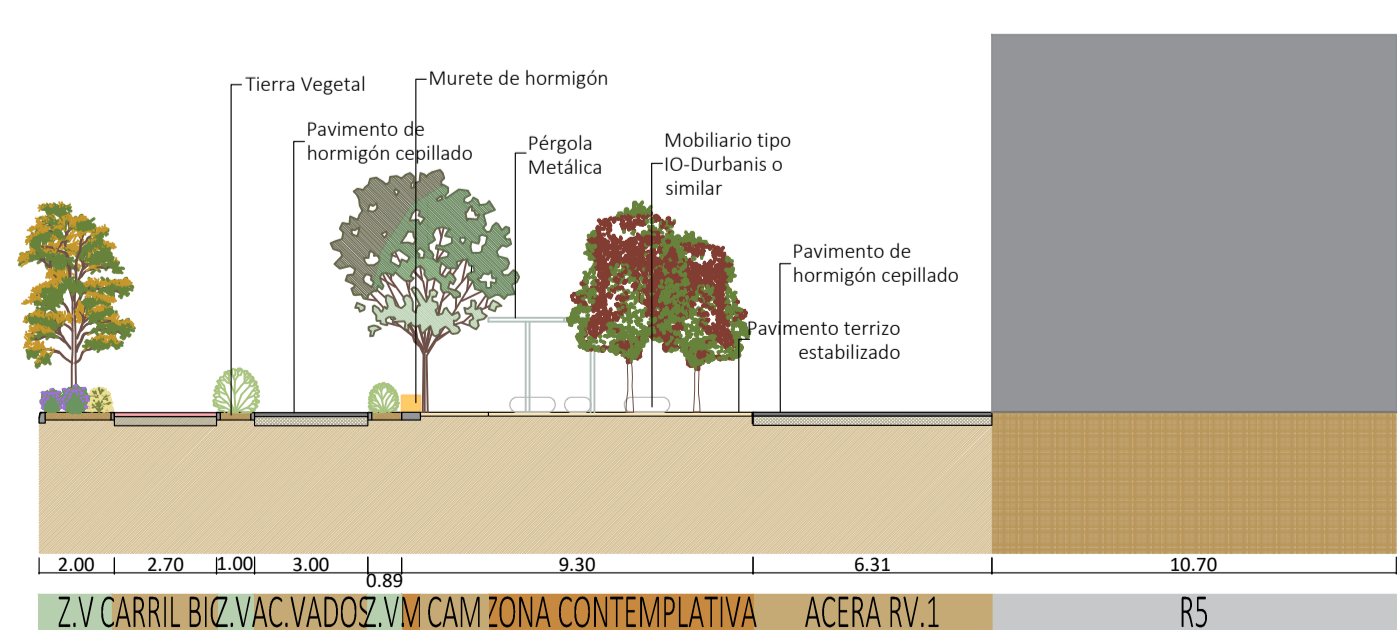 Tierra Vegetal
Murete de hormigón
Pavimento de
hormigón cepillado
Pérgola
Metálica
Mobiliario tipo
IO-Durbanis o
similar
Pavimento de
hormigón cepillado
Pavimento terrizo
estabilizado
2.00
2.70
1.00
3.00
0.89
9.30
6.31
10.70
Z.V
CARRIL BIC
Z.V
AC.VADOS
Z.V
M
CAM
ZONA CONTEMPLATIVA
ACERA RV.1
R5